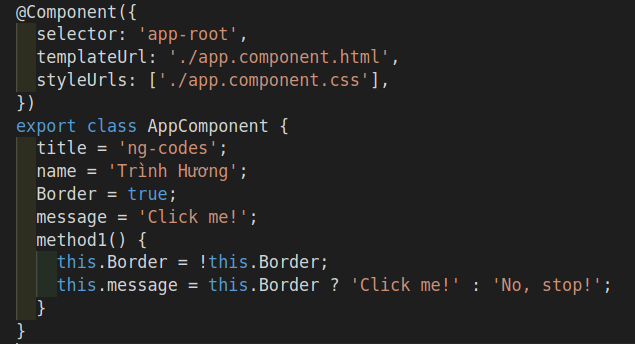 @Component({
  selector: 'app-root',
  templateUrl: './app.component.html',
  styleUrls: ['./app.component.css'],
})
export class AppComponent {
  title = 'ng-codes';
  name = 'Trình Hương';
  Border = true;
  message = 'Click me!';
  method1() {
    this.Border = !this.Border;
    this.message = this.Border ? 'Click me!' : 'No, stop!';
  }
}